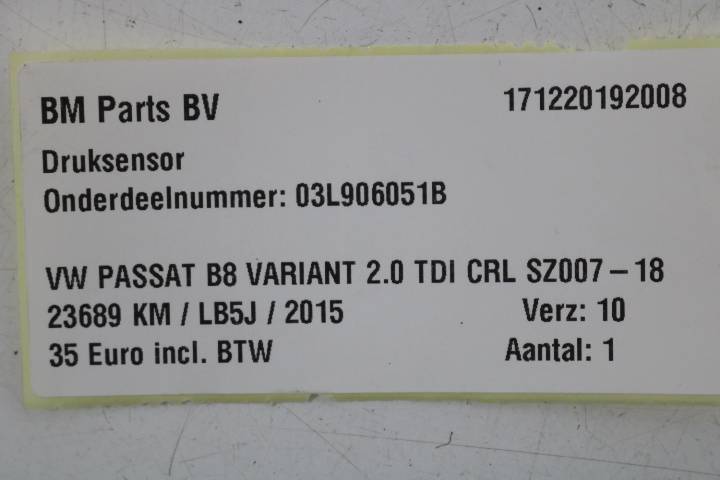 BM Parts BV 171220192008
Druksensor
Onderdeelnummer: 03L906051B
VW PASSAT B8 VARIANT 2.0 TDI CRL SZ007-18
23689 KM / LB5J / 2015 Verz: 10
35 Euro incl. BTW Aantal: 1